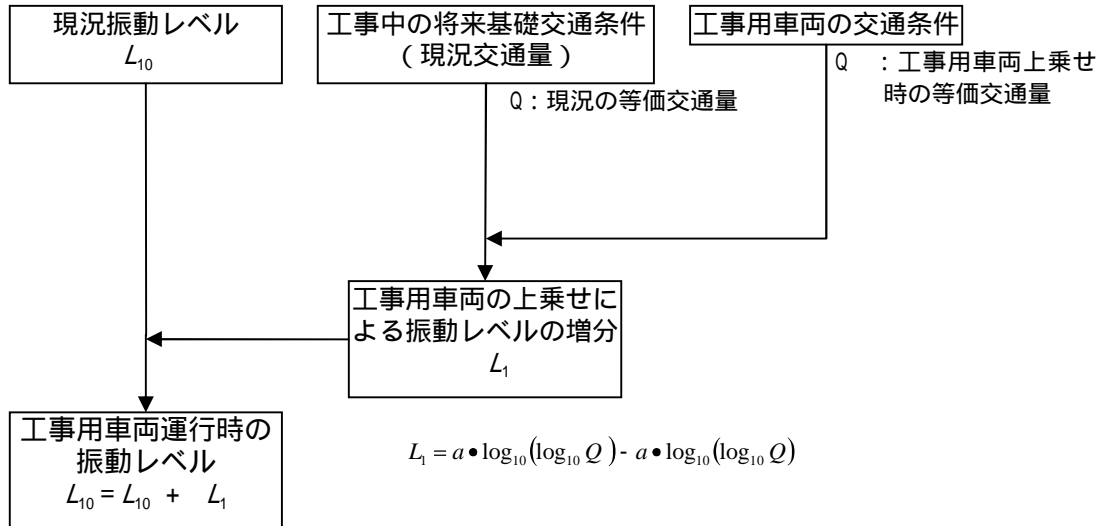 現況振動レベル
L₁₀
工事中の将来基礎交通条件
（現況交通量）
工事用車両の交通条件
Q ：工事用車両上乗せ
時の等価交通量
Q：現況の等価交通量
工事用車両の上乗せに
よる振動レベルの増分
L₁
工事用車両運行時の
振動レベル
L₁₀ = L₁₀ + L₁
L₁ = a • log₁₀(log₁₀ Q) - a • log₁₀(log₁₀ Q)